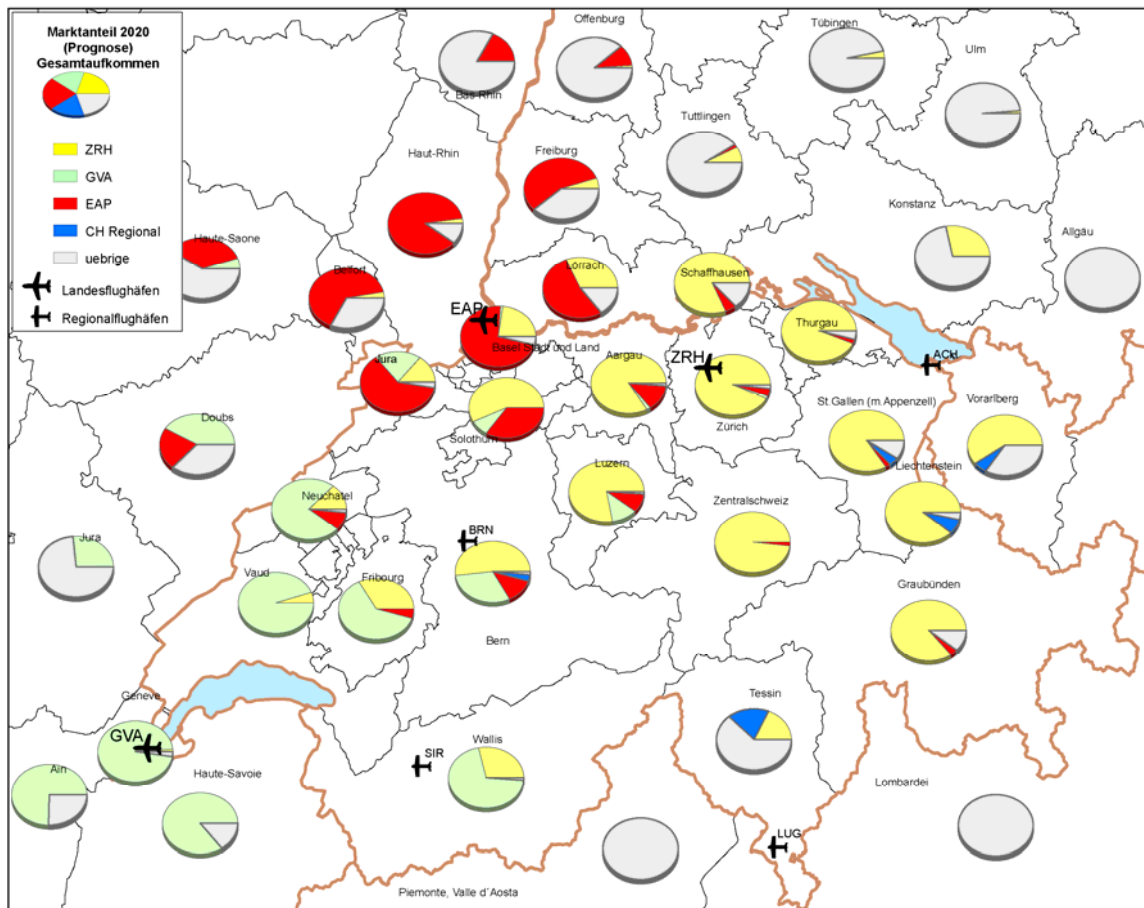 Marktanteil 2020
(Prognose)
Gesamtaufkommen
ZRH
GVA
EAP
CH Regional
uebrige
Landesflughäfen
Regionalflughäfen
Offenburg
Tübingen
Ulm
Bas-Rhin
Tuttlingen
Haut-Rhin
Freiburg
Konstanz
Allgäu
Haute-Saone
Belfort
Lörrach
Schaffhausen
EAP
Basel Stadt und Land
Thurgau
Jura
Aargau
ZRH
ACH
Zürich
Doubs
Solothurn
St.Gallen (m.Appenzell)
Vorarlberg
Luzern
Liechtenstein
Neuchatel
Zentralschweiz
BRN
Jura
Vaud
Fribourg
Graubünden
Bern
Geneve
Tessin
GVA
SIR
Wallis
Ain
Haute-Savoie
Lombardei
LUG
Piemonte, Valle d´Aosta